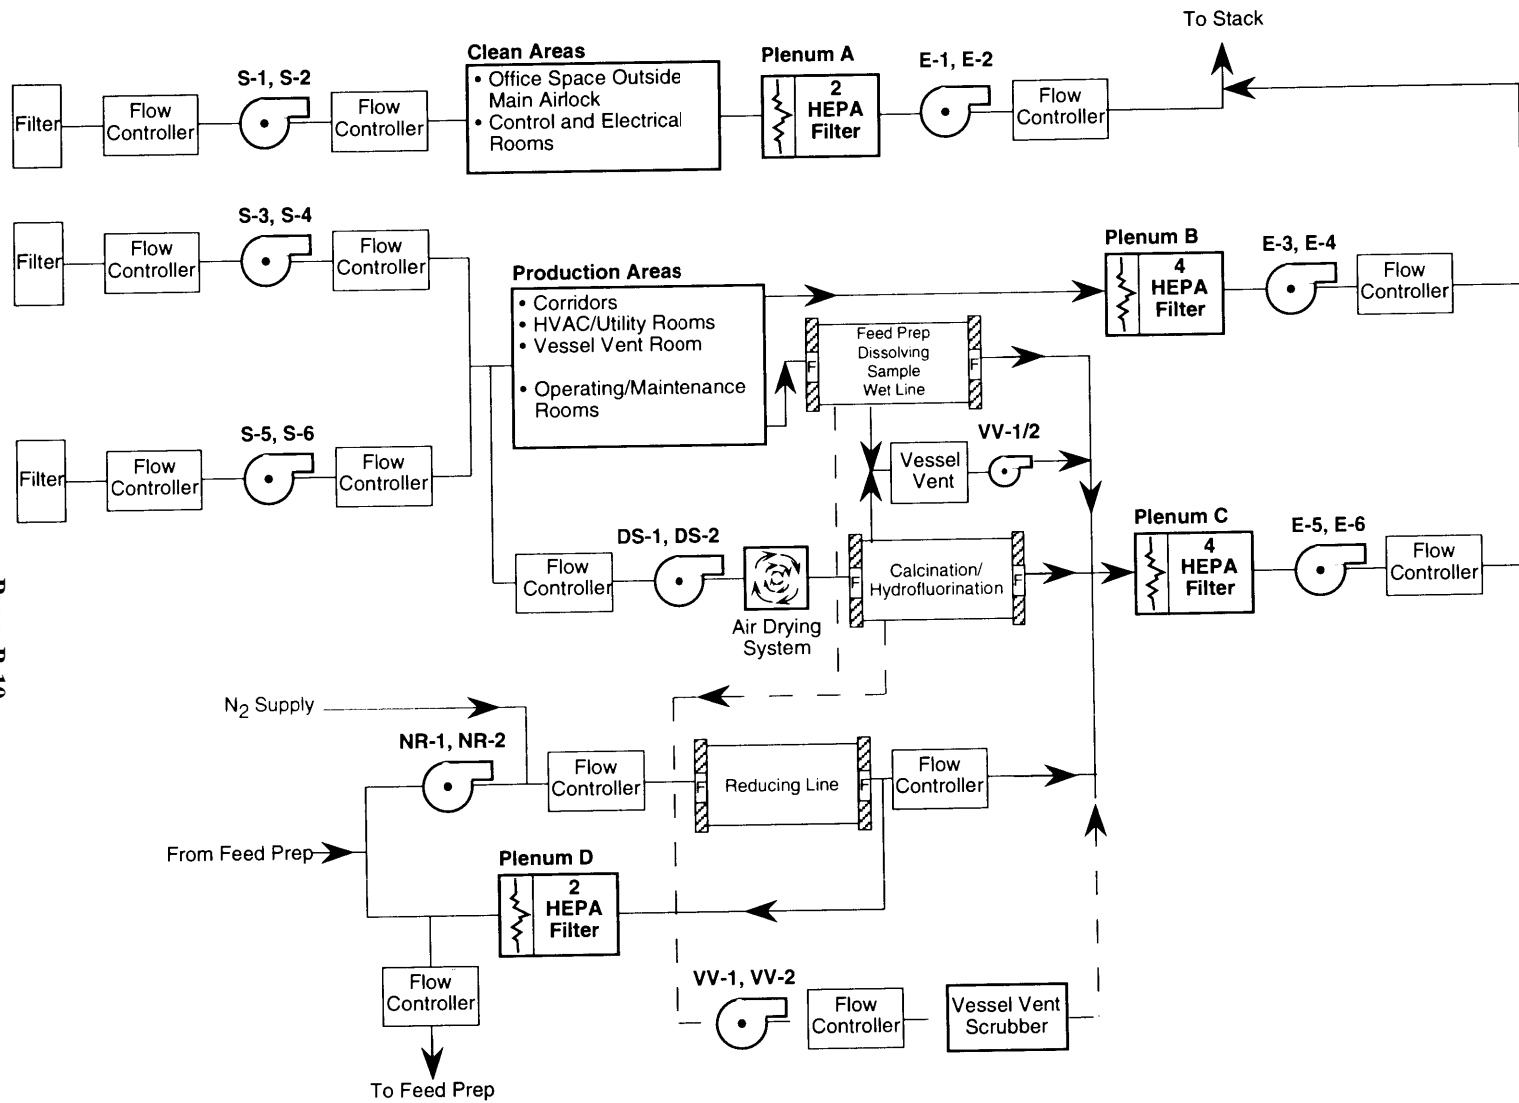 To Stack
Clean Areas
Plenum A
E-1, E-2
S-1, S-2
Filter
Flow
Controller
Flow
Controller
• Office Space Outside
Main Airlock
• Control and Electrical
Rooms
2
HEPA
Filter
Flow
Controller
S-3, S-4
Filter
Flow
Controller
Flow
Controller
Plenum B
E-3, E-4
4
HEPA
Filter
Flow
Controller
Production Areas
• Corridors
• HVAC/Utility Rooms
• Vessel Vent Room
• Operating/Maintenance
Rooms
F
Feed Prep
Dissolving
Sample
Wet Line
F
S-5, S-6
Filter
Flow
Controller
Flow
Controller
VV-1/2
Vessel
Vent
DS-1, DS-2
Flow
Controller
Air Drying
System
F
Calcination/
Hydrofluorination
F
Plenum C
E-5, E-6
4
HEPA
Filter
Flow
Controller
N2 Supply
NR-1, NR-2
Flow
Controller
F
Reducing Line
F
Flow
Controller
From Feed Prep
Plenum D
2
HEPA
Filter
Flow
Controller
To Feed Prep
VV-1, VV-2
Flow
Controller
Vessel Vent
Scrubber